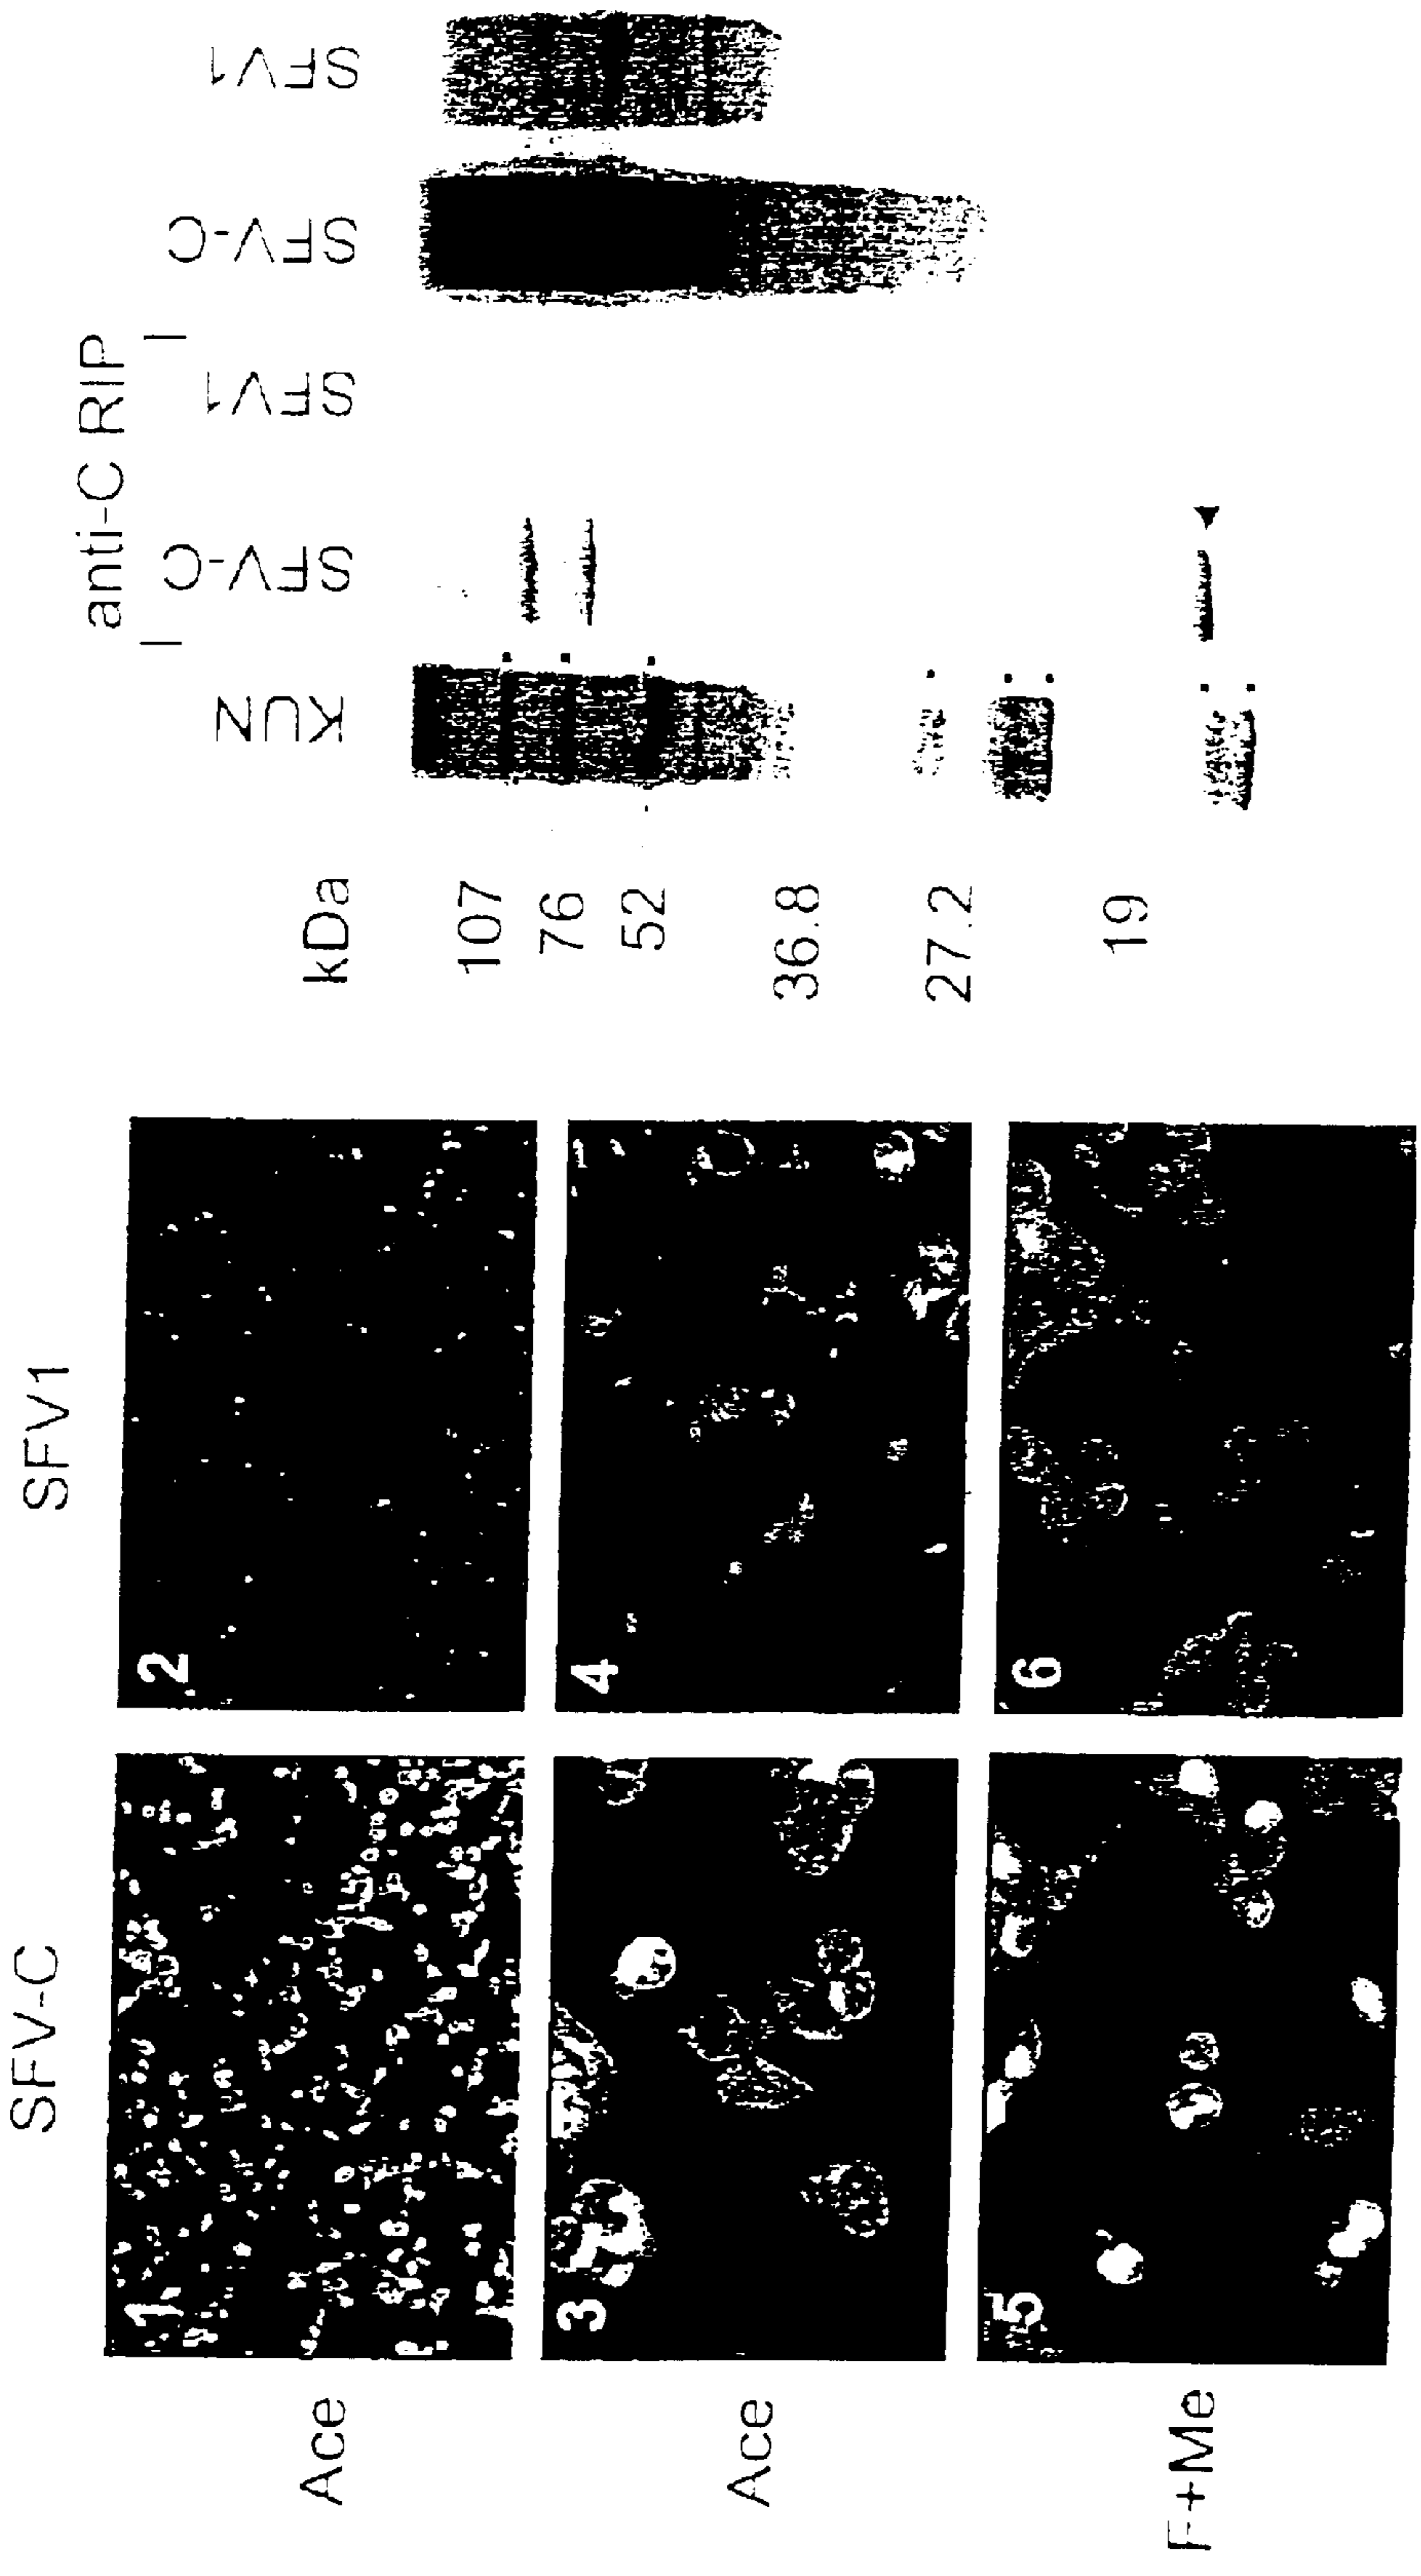 SFV-C
SFV1
Ace
1
2
Ace
3
4
F+Me
5
6
anti-C RIP
kDa
KUN
SFV-C
SFV1
SFV-C
SFV1
107
76
52
36.8
27.2
19